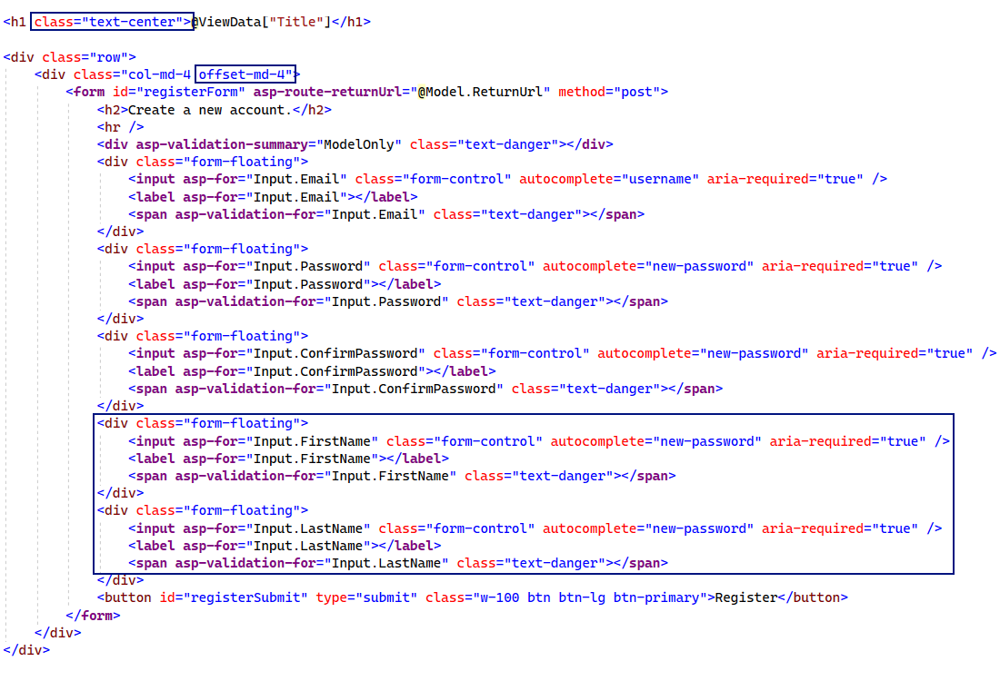 <h1 class="text-center">@ViewData["Title"]</h1>
<div class="row">
<div class="col-md-4 offset-md-4">
<form id="registerForm" asp-route-returnUrl="@Model.ReturnUrl" method="post">
<h2>Create a new account.</h2>
<hr />
<div asp-validation-summary="ModelOnly" class="text-danger"></div>
<div class="form-floating">
<input asp-for="Input.Email" class="form-control" autocomplete="username" aria-required="true" />
<label asp-for="Input.Email"></label>
<span asp-validation-for="Input.Email" class="text-danger"></span>
</div>
<div class="form-floating">
<input asp-for="Input.Password" class="form-control" autocomplete="new-password" aria-required="true" />
<label asp-for="Input.Password"></label>
<span asp-validation-for="Input.Password" class="text-danger"></span>
</div>
<div class="form-floating">
<input asp-for="Input.ConfirmPassword" class="form-control" autocomplete="new-password" aria-required="true" />
<label asp-for="Input.ConfirmPassword"></label>
<span asp-validation-for="Input.ConfirmPassword" class="text-danger"></span>
</div>
<div class="form-floating">
<input asp-for="Input.FirstName" class="form-control" autocomplete="new-password" aria-required="true" />
<label asp-for="Input.FirstName"></label>
<span asp-validation-for="Input.FirstName" class="text-danger"></span>
</div>
<div class="form-floating">
<input asp-for="Input.LastName" class="form-control" autocomplete="new-password" aria-required="true" />
<label asp-for="Input.LastName"></label>
<span asp-validation-for="Input.LastName" class="text-danger"></span>
</div>
<button id="registerSubmit" type="submit" class="w-100 btn btn-lg btn-primary">Register</button>
</form>
</div>
</div>